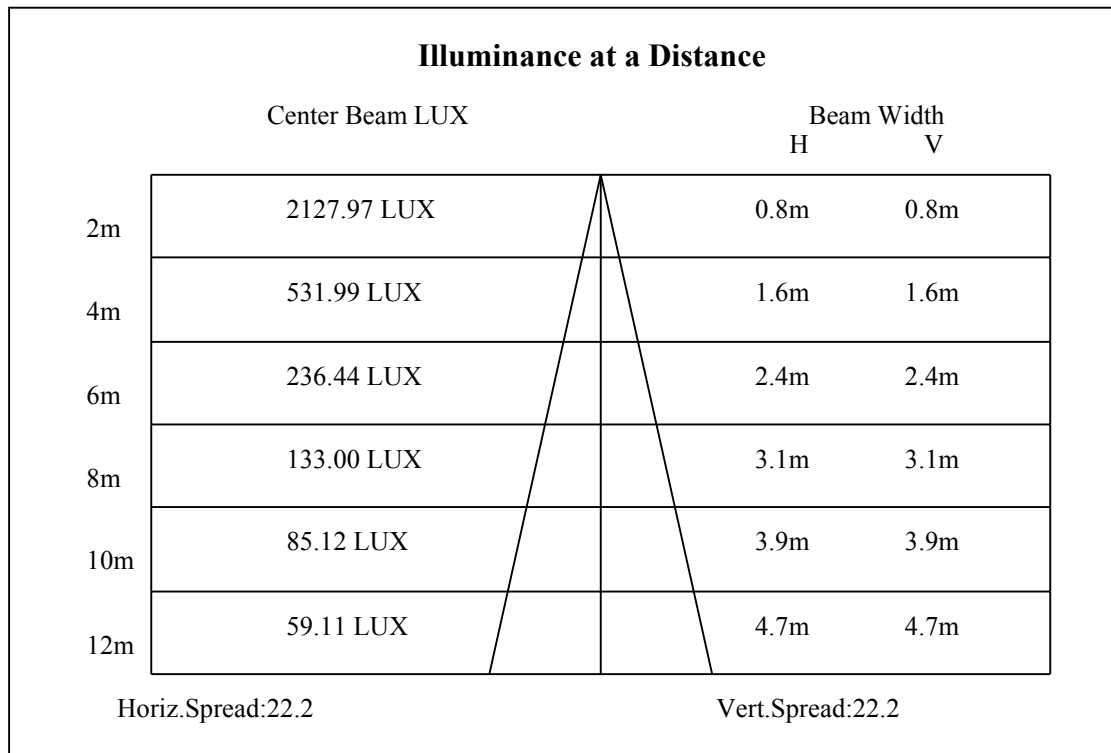 Illuminance at a Distance
Center Beam LUX Beam Width
H V
2m 2127.97 LUX 0.8m 0.8m
4m 531.99 LUX 1.6m 1.6m
6m 236.44 LUX 2.4m 2.4m
8m 133.00 LUX 3.1m 3.1m
10m 85.12 LUX 3.9m 3.9m
12m 59.11 LUX 4.7m 4.7m
Horiz.Spread:22.2 Vert.Spread:22.2